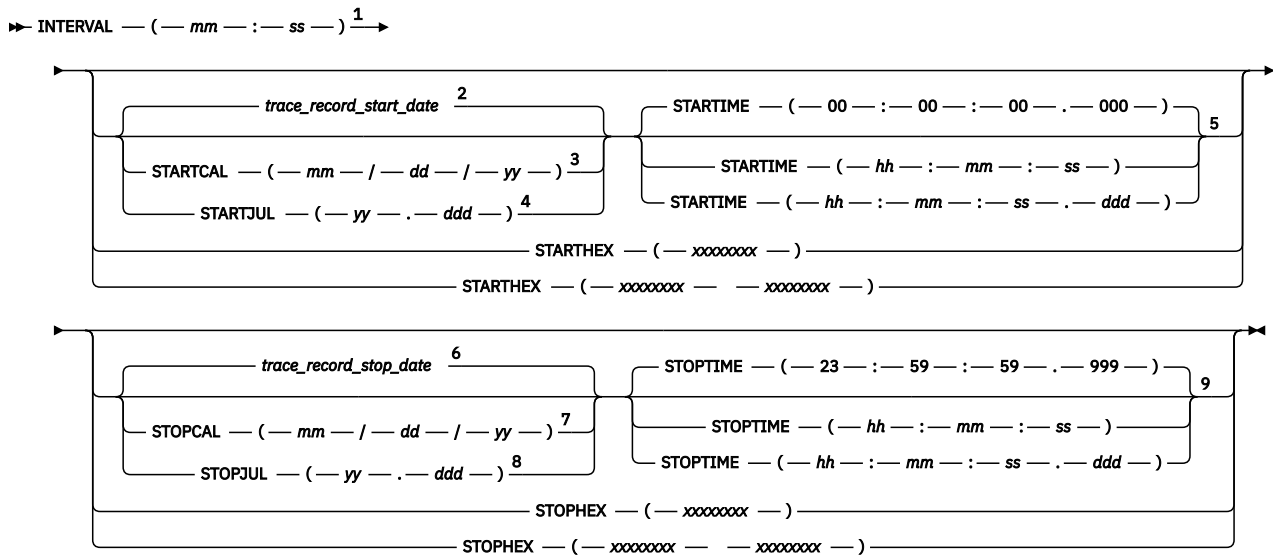 INTERVAL ( mm : ss ) 1
trace_record_start_date 2 STARTIME ( 00 : 00 : 00 . 000 ) 5
STARTCAL ( mm / dd / yy ) 3 STARTIME ( hh : mm : ss )
STARTJUL ( yy . ddd ) 4 STARTIME ( hh : mm : ss . ddd )
STARTHEX ( xxxxxxxx )
STARTHEX ( xxxxxxxx xxxxxxxx )
trace_record_stop_date 6 STOPTIME ( 23 : 59 : 59 . 999 ) 9
STOPCAL ( mm / dd / yy ) 7 STOPTIME ( hh : mm : ss )
STOPJUL ( yy . ddd ) 8 STOPTIME ( hh : mm : ss . ddd )
STOPHEX ( xxxxxxxx )
STOPHEX ( xxxxxxxx xxxxxxxx )